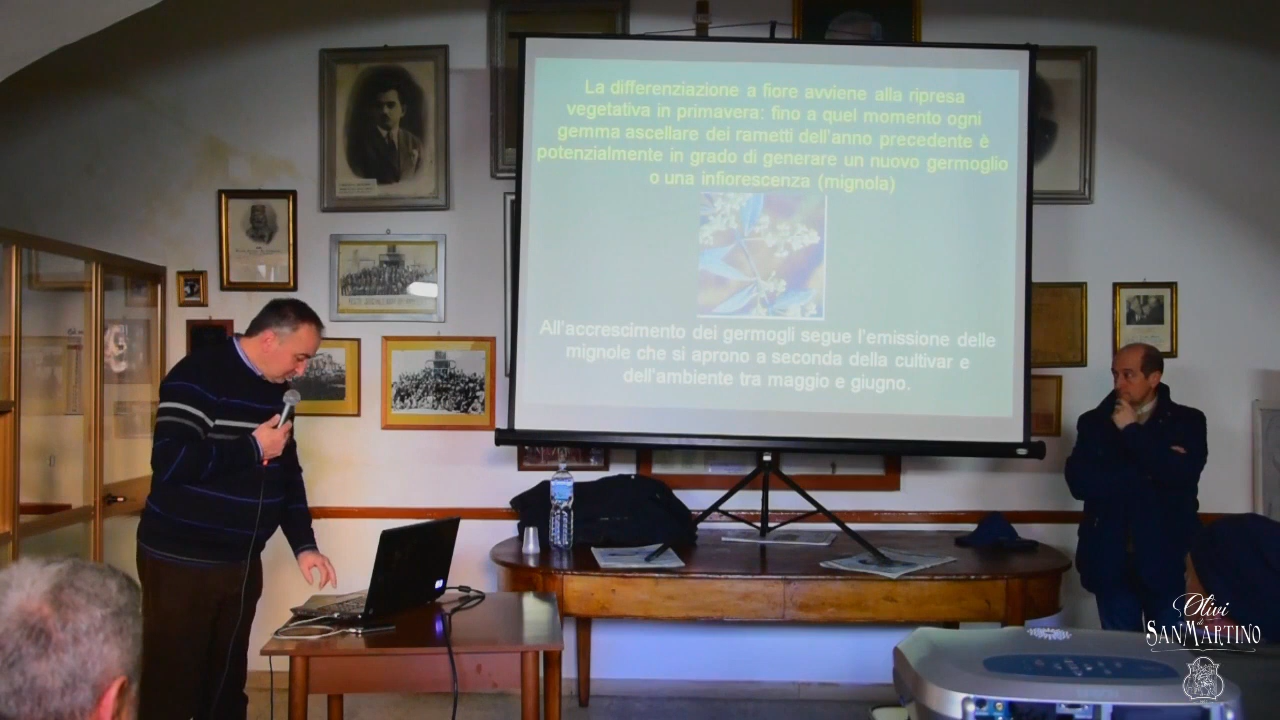 La differenziazione a fiore avviene alla ripresa
vegetativa in primavera: fino a quel momento ogni
gemma ascellare dei rametti dell'anno precedente è
potenzialmente in grado di generare un nuovo germoglio
o una infiorescenza (mignola)
All'accrescimento dei germogli segue l'emissione delle
mignole che si aprono a seconda della cultivar e
dell'ambiente tra maggio e giugno.
Olivi
di
SANMARTINO